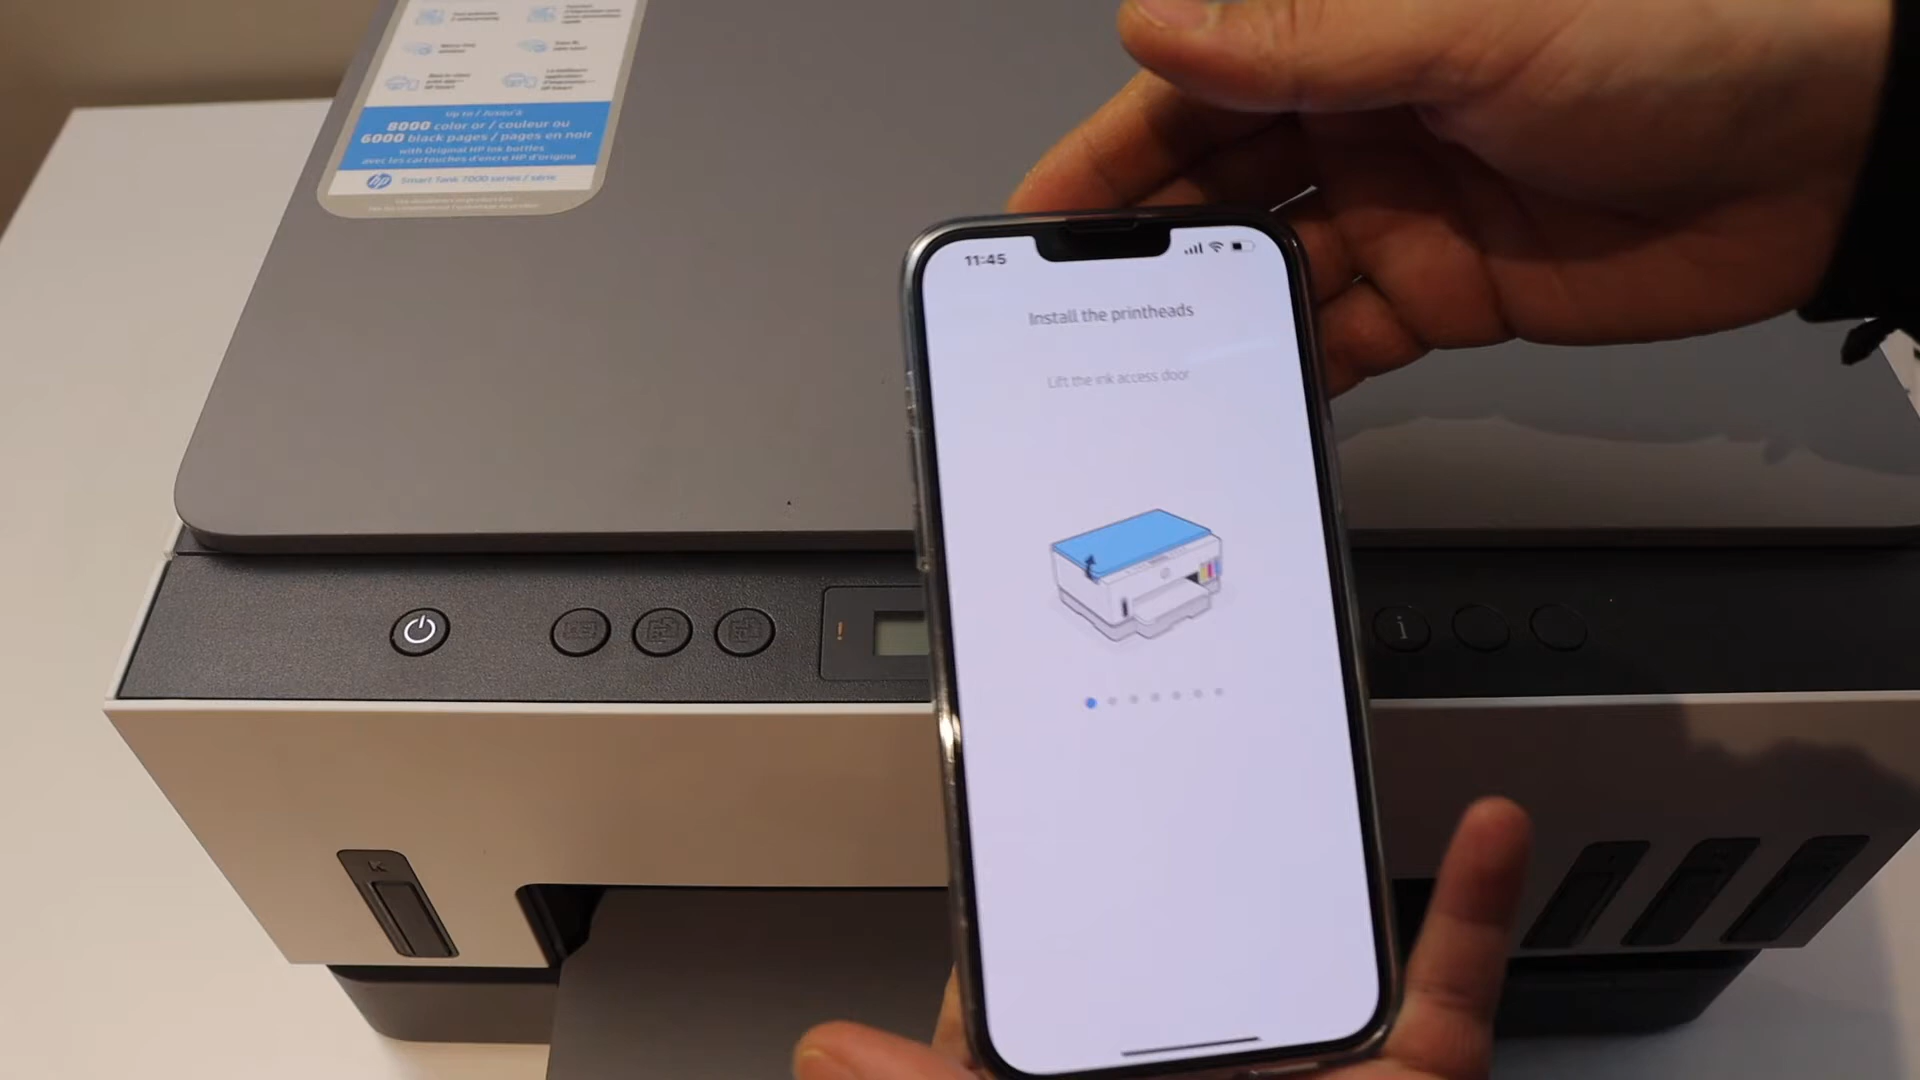 Up to / Jusqu'à
8000 color or / couleur ou
6000 black pages / pages en noir
with Original HP ink bottles
avec les cartouches d'encre HP d'origine
hp Smart Tank 7000 series / série
11:45
Install the printheads
Lift the ink access door
!
i
K